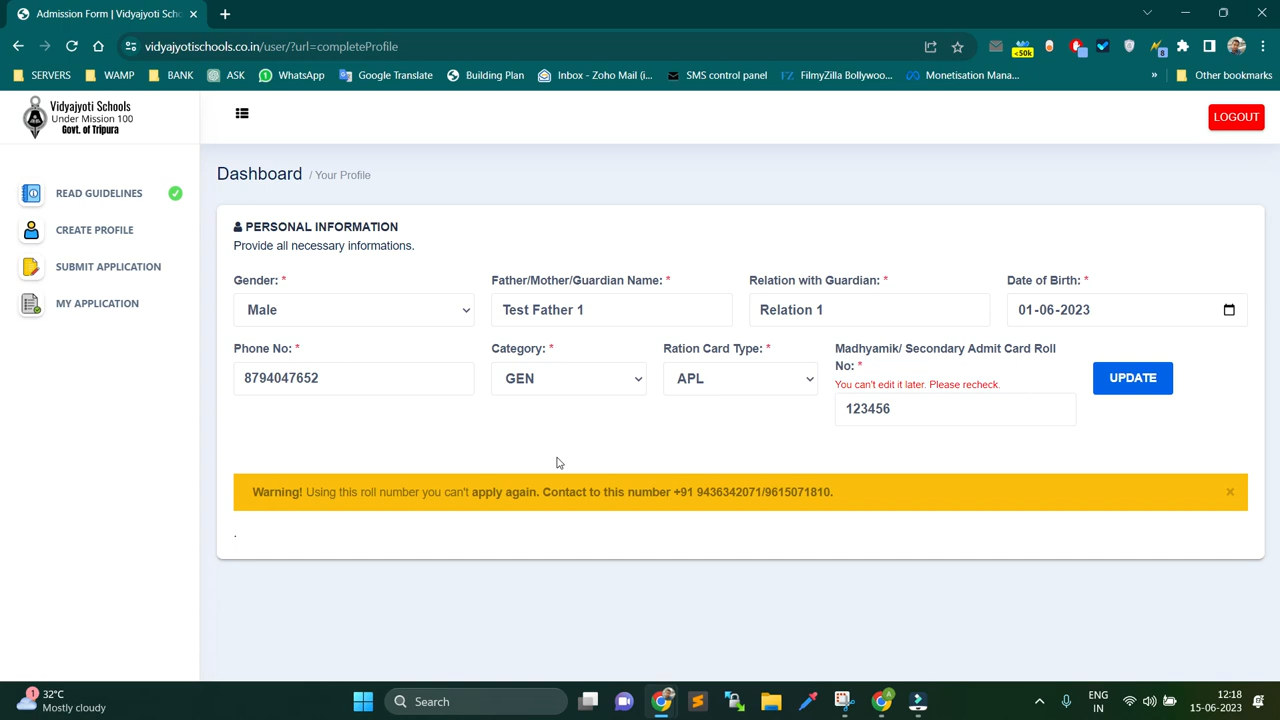 Admission Form | Vidyajyoti Scho
vidyajyotischools.co.in/user/?url=completeProfile
<50k
8
SERVERS
WAMP
BANK
ASK
WhatsApp
Google Translate
Building Plan
Inbox - Zoho Mail (i...
SMS control panel
FilmyZilla Bollywoo...
Monetisation Mana...
»
Other bookmarks
Vidyajyoti Schools
Under Mission 100
Govt. of Tripura
LOGOUT
READ GUIDELINES
CREATE PROFILE
SUBMIT APPLICATION
MY APPLICATION
Dashboard / Your Profile
PERSONAL INFORMATION
Provide all necessary informations.
Gender: *
Male
Father/Mother/Guardian Name: *
Test Father 1
Relation with Guardian: *
Relation 1
Date of Birth: *
01-06-2023
Phone No: *
8794047652
Category: *
GEN
Ration Card Type: *
APL
Madhyamik/ Secondary Admit Card Roll
No: *
You can't edit it later. Please recheck.
123456
UPDATE
Warning! Using this roll number you can't apply again. Contact to this number +91 9436342071/9615071810.
×
.
1
32°C
Mostly cloudy
Search
ENG
IN
12:18
15-06-2023